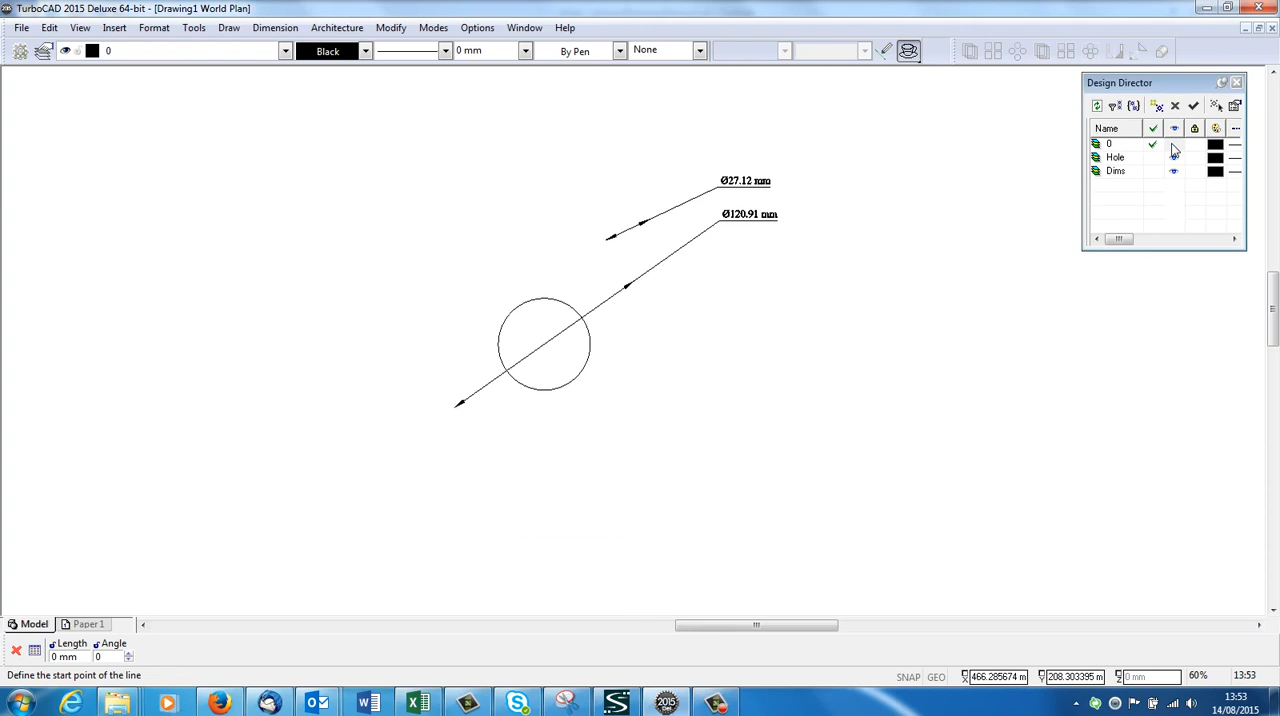 TurboCAD 2015 Deluxe 64-bit - [Drawing1 World Plan]
File Edit View Insert Format Tools Draw Dimension Architecture Modify Modes Options Window Help
0 Black 0 mm By Pen None
Design Director
Name
0
Hole
Dims
Ø27.12 mm
Ø120.91 mm
Model Paper1
Length Angle
0 mm 0
Define the start point of the line
SNAP GEO 466.285674 m 208.303395 m 0 mm 60% 13:53
13:53
14/08/2015